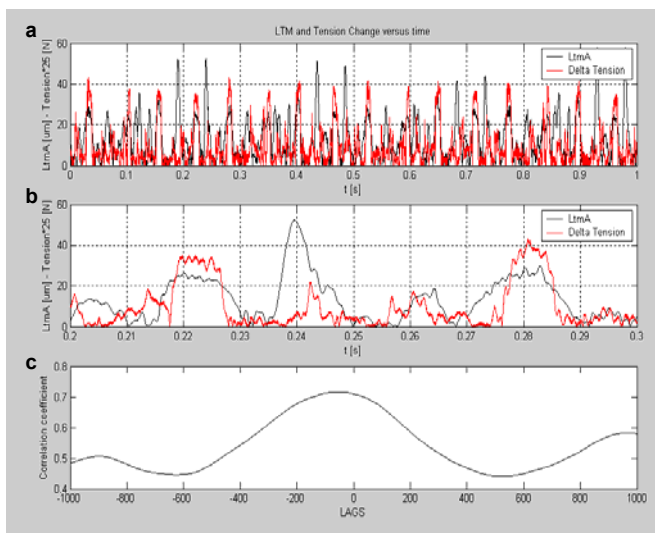 a
LTM and Tension Change versus time
LtmA [um] - Tension*25 [N]
60
40
20
0
LtmA
Delta Tension
0 0.1 0.2 0.3 0.4 0.5 0.6 0.7 0.8 0.9 1
t [s]
b
LtmA [um] - Tension*25 [N]
60
40
20
0
LtmA
Delta Tension
0.2 0.21 0.22 0.23 0.24 0.25 0.26 0.27 0.28 0.29 0.3
t [s]
c
Correlation coefficient
0.8
0.7
0.6
0.5
0.4
-1000 -800 -600 -400 -200 0 200 400 600 800 1000
LAGS